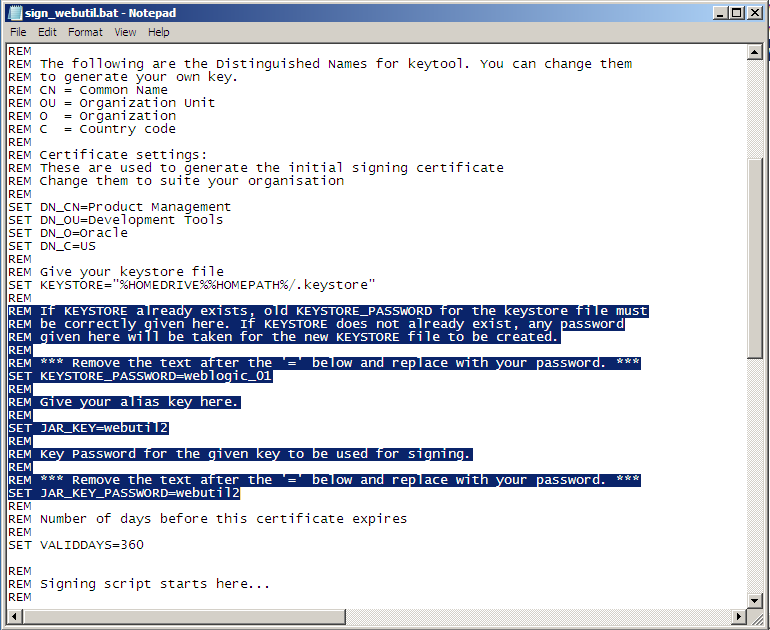 sign_webutil.bat - Notepad
File Edit Format View Help
REM
REM The following are the Distinguished Names for keytool. You can change them
REM to generate your own key.
REM CN = Common Name
REM OU = Organization Unit
REM O  = Organization
REM C  = Country code
REM
REM Certificate settings:
REM These are used to generate the initial signing certificate
REM Change them to suite your organisation
REM
SET DN_CN=Product Management
SET DN_OU=Development Tools
SET DN_O=Oracle
SET DN_C=US
REM
REM Give your keystore file
SET KEYSTORE="%HOMEDRIVE%%HOMEPATH%/.keystore"
REM
REM If KEYSTORE already exists, old KEYSTORE_PASSWORD for the keystore file must
REM be correctly given here. If KEYSTORE does not already exist, any password
REM given here will be taken for the new KEYSTORE file to be created.
REM
REM *** Remove the text after the '=' below and replace with your password. ***
SET KEYSTORE_PASSWORD=weblogic_01
REM
REM Give your alias key here.
REM
SET JAR_KEY=webutil2
REM
REM Key Password for the given key to be used for signing.
REM
REM *** Remove the text after the '=' below and replace with your password. ***
SET JAR_KEY_PASSWORD=webutil2
REM
REM Number of days before this certificate expires
REM
SET VALIDDAYS=360
REM
REM Signing script starts here...
REM